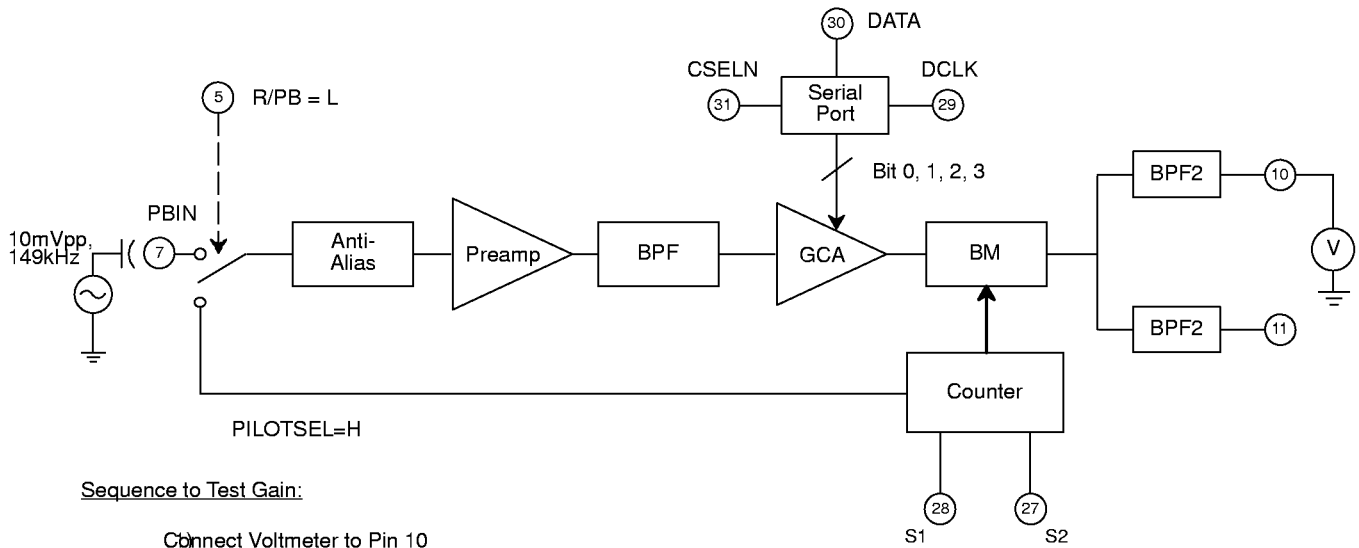 30 DATA
CSELN
DCLK
5 R/PB = L
31
Serial
Port
29
Bit 0, 1, 2, 3
BPF2
10
PBIN
10mVpp,
149kHz
7
Anti-
Alias
Preamp
BPF
GCA
BM
V
BPF2
11
Counter
PILOTSEL=H
Sequence to Test Gain:
28
27
S1
S2
Connect Voltmeter to Pin 10